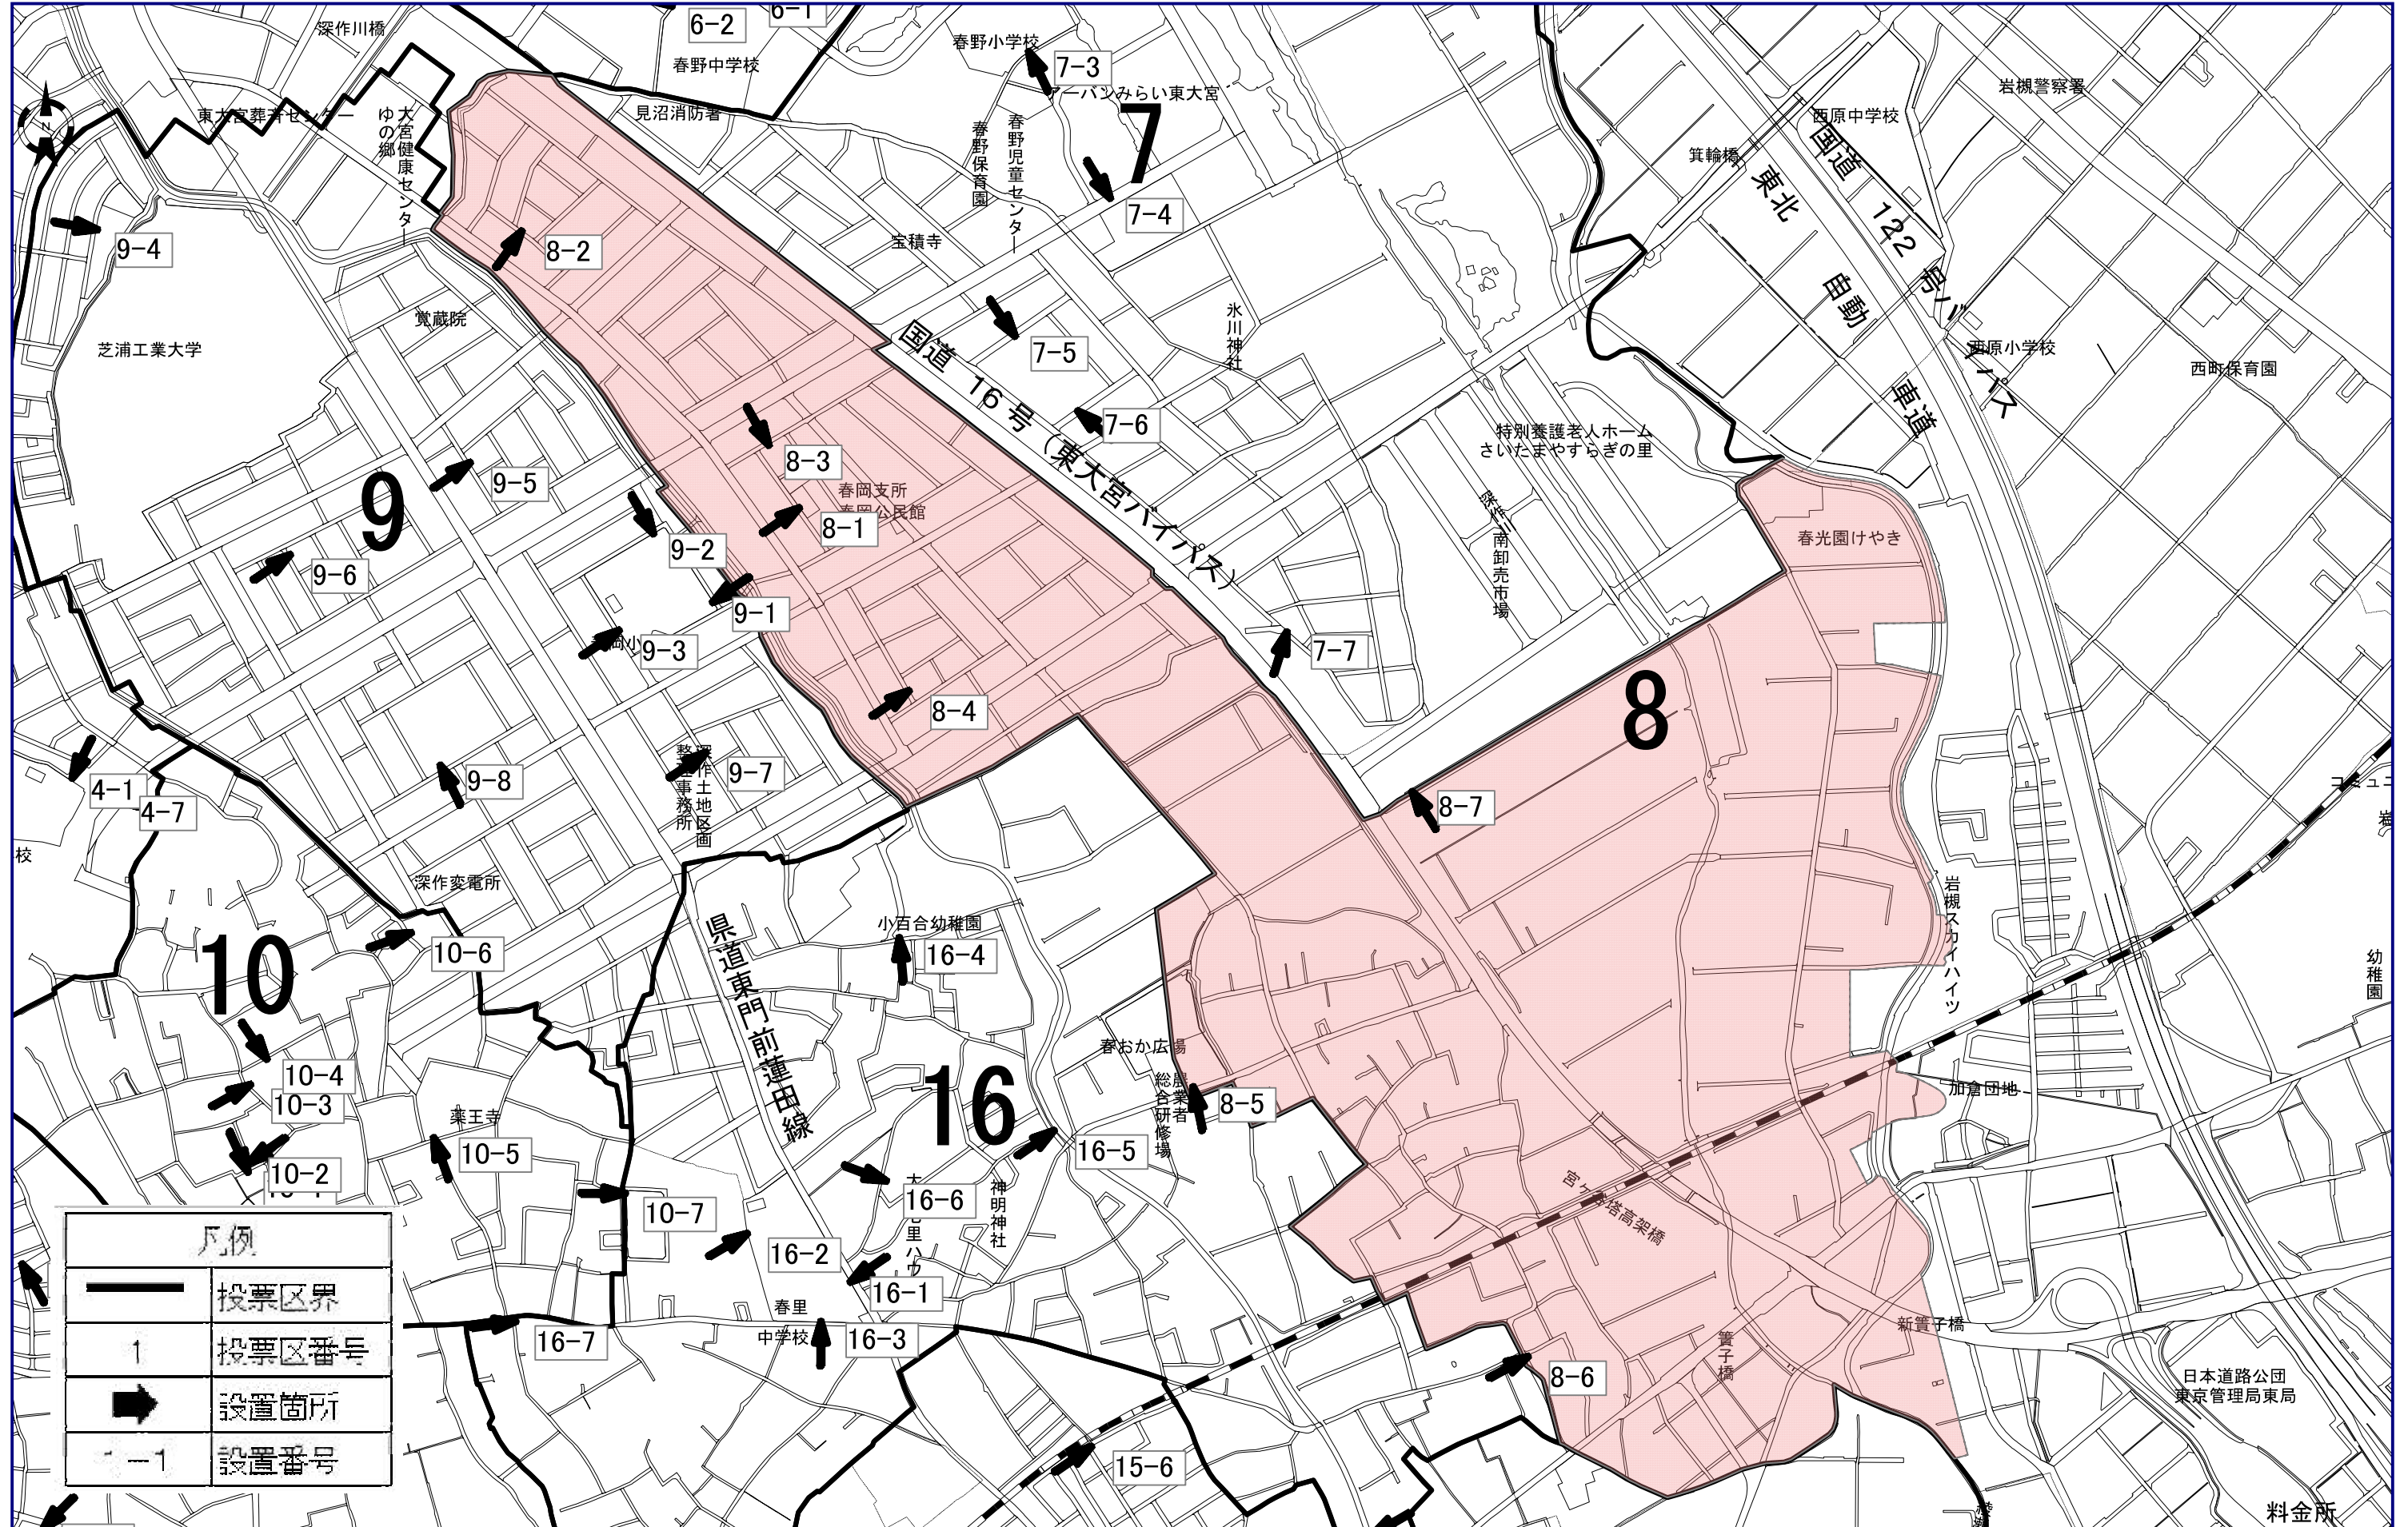 深作川橋
6-2
6-1
春野中学校
春野小学校
7-3
アーバンみらい東大宮
7
岩槻警察署
西原中学校
東大宮葬斎センター
大宮健康センター
ゆの郷
見沼消防署
春野児童センター
春野保育園
箕輪橋
国道 122 号バイパス
東北 自動 車道
N
9-4
8-2
7-4
宝積寺
覚蔵院
芝浦工業大学
国道 16 号（東大宮バイパス）
7-5
氷川神社
西原小学校
西町保育園
7-6
特別養護老人ホーム
さいたまやすらぎの里
8-3
9-5
9
春岡支所
春岡公民館
8-1
深作川南卸売市場
春光園けやき
9-2
9-6
9-1
9-3
7-7
8
8-4
深作土地区画
整理事務所
9-7
9-8
4-1
4-7
8-7
校
深作変電所
岩槻スカイハイツ
県道東門前蓮田線
小百合幼稚園
16-4
10-6
10
幼稚園
春おか広場
農業者
総合研修場
8-5
10-4
10-3
16
加倉団地
薬王寺
10-5
16-5
10-2
16-6
神明神社
宮ケ谷塔高架橋
10-7
16-2
16-1
凡例
投票区界
1
投票区番号
設置箇所
1-1
設置番号
春里
中学校
16-3
16-7
8-6
簀子橋
新簀子橋
日本道路公団
東京管理局東局
15-6
料金所